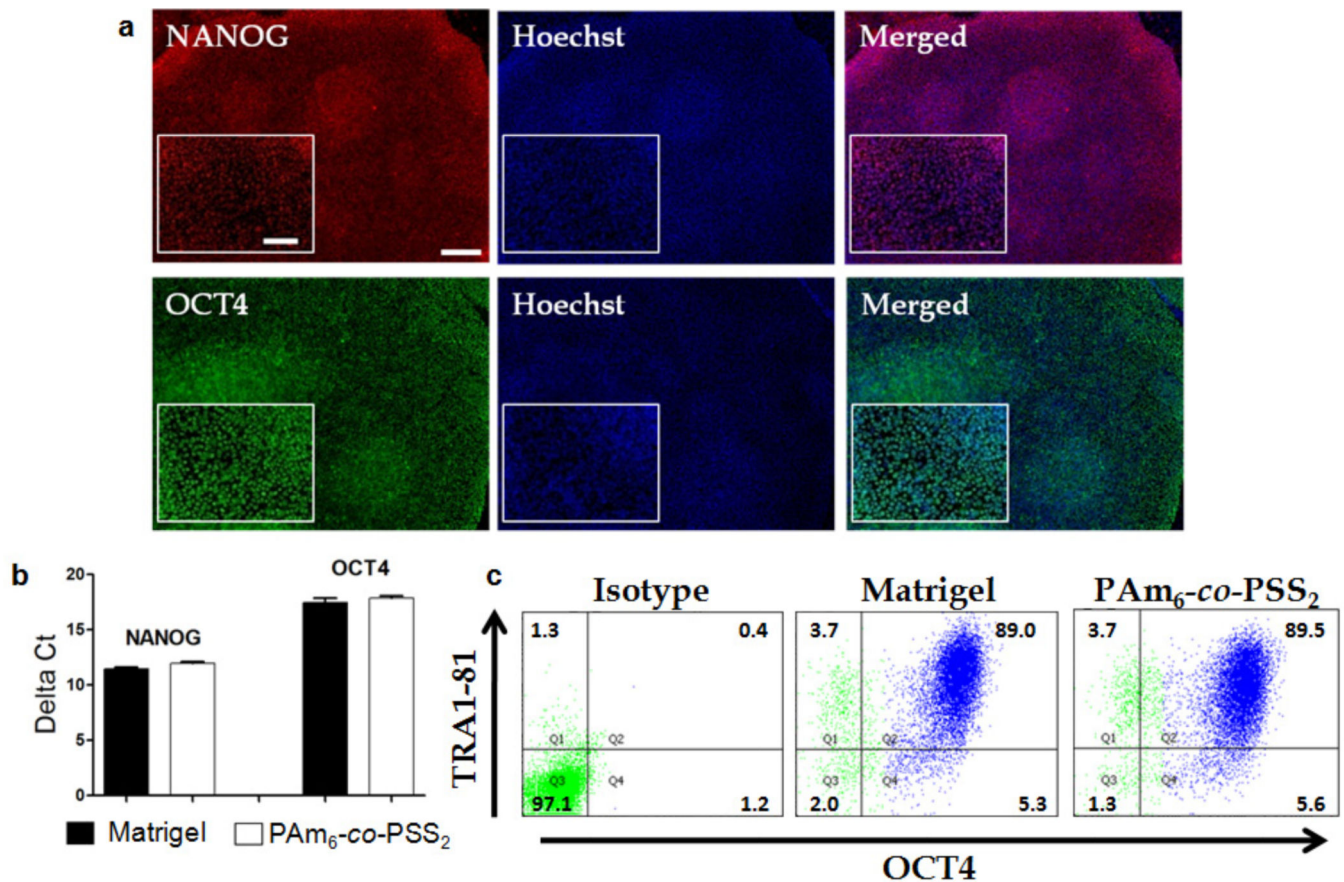 a
NANOG Hoechst Merged
OCT4 Hoechst Merged
b
20
15
10
5
0
Delta Ct
NANOG
OCT4
Matrigel PAm₆-co-PSS₂
c
Isotype Matrigel PAm₆-co-PSS₂
TRA1-81
1.3 0.4
Q1 Q2
Q3 Q4
97.1 1.2
3.7 89.0
Q1 Q2
Q3 Q4
2.0 5.3
3.7 89.5
Q1 Q2
Q3 Q4
1.3 5.6
OCT4